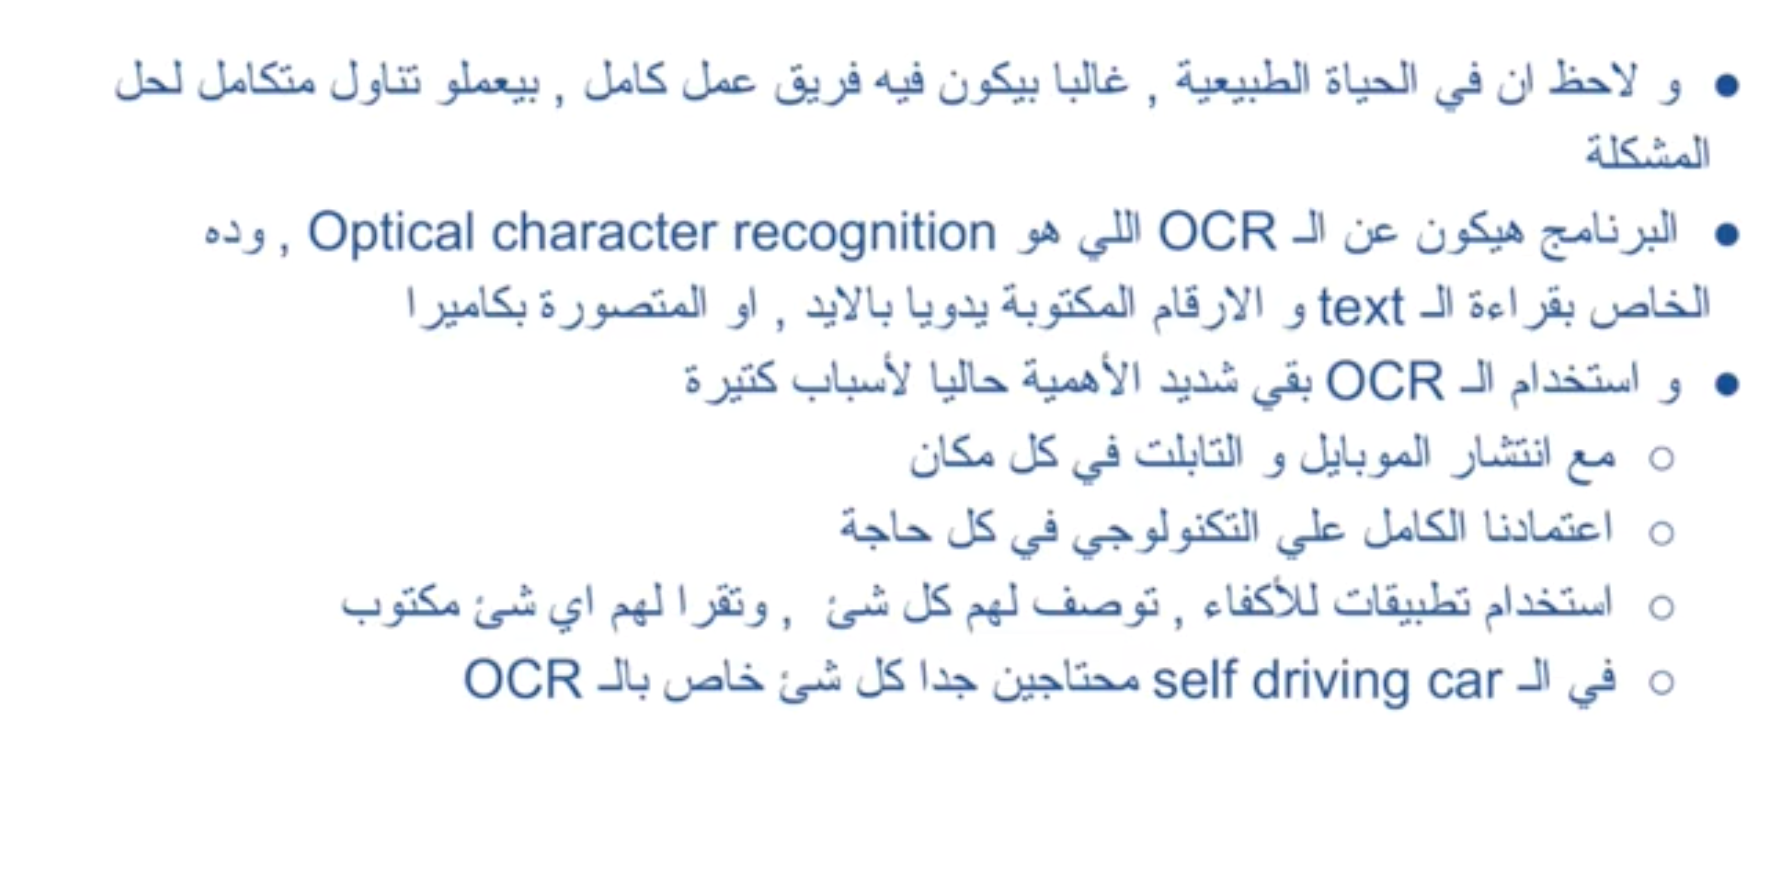 ● و لاحظ ان في الحياة الطبيعية , غالبا بيكون فيه فريق عمل كامل , بيعملو تتاول متكامل لحل
المشكلة
● البرنامج هيكون عن الـ OCR اللي هو Optical character recognition , وده
الخاص بقراءة الـ text و الارقام المكتوبة يدويا بالايد , او المتصورة بكاميرا
● و استخدام الـ OCR بقي شديد الأهمية حاليا لأسباب كتيرة
○ مع انتشار الموبايل و التابلت في كل مكان
○ اعتمادنا الكامل علي التكنولوجي في كل حاجة
○ استخدام تطبيقات للأكفاء , توصف لهم كل شئ , وتقرا لهم اي شئ مكتوب
○ في الـ self driving car محتاجين جدا كل شئ خاص بالـ OCR